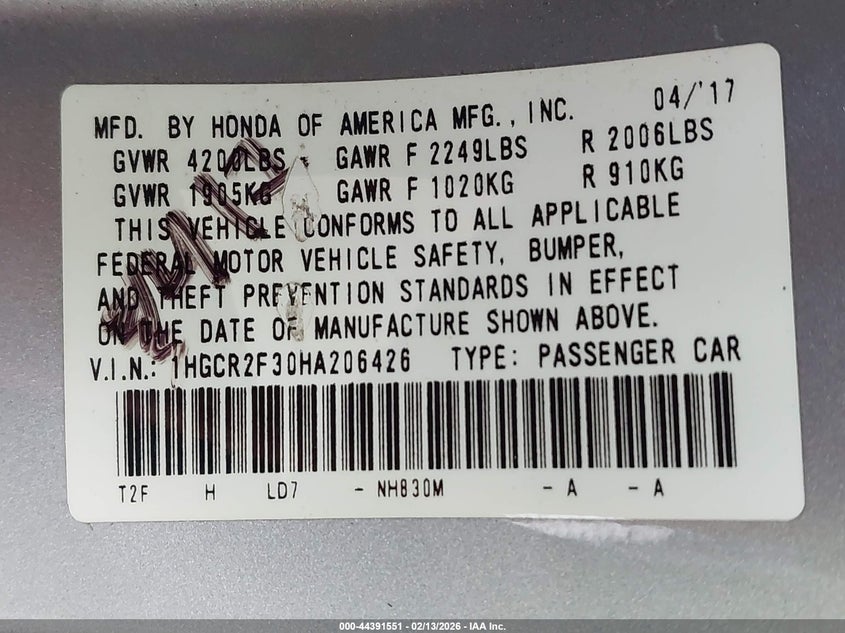 MFD. BY HONDA OF AMERICA MFG., INC. 04/'17
GVWR 4200LBS GAWR F 2249LBS R 2006LBS
GVWR 1905KG GAWR F 1020KG R 910KG
THIS VEHICLE CONFORMS TO ALL APPLICABLE
FEDERAL MOTOR VEHICLE SAFETY, BUMPER,
AND THEFT PREVENTION STANDARDS IN EFFECT
ON THE DATE OF MANUFACTURE SHOWN ABOVE.
V.I.N.: 1HGCR2F30HA206426 TYPE: PASSENGER CAR
T2F H LD7 - NH830M - A - A
000-44391551 - 02/13/2026 - IAA Inc.